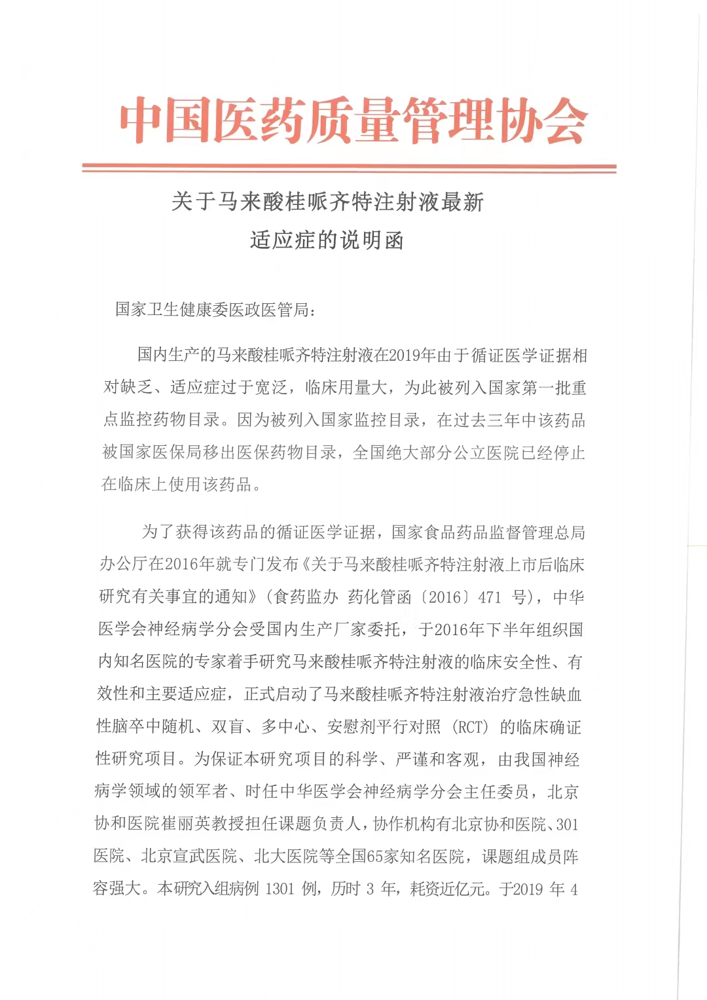 中国医药质量管理协会
关于马来酸桂哌齐特注射液最新
适应症的说明函
国家卫生健康委医政医管局：
国内生产的马来酸桂哌齐特注射液在2019年由于循证医学证据相
对缺乏、适应症过于宽泛，临床用量大，为此被列入国家第一批重
点监控药物目录。因为被列入国家监控目录，在过去三年中该药品
被国家医保局移出医保药物目录，全国绝大部分公立医院已经停止
在临床上使用该药品。
为了获得该药品的循证医学证据，国家食品药品监督管理总局
办公厅在2016年就专门发布《关于马来酸桂哌齐特注射液上市后临床
研究有关事宜的通知》(食药监办 药化管函〔2016〕471 号)，中华
医学会神经病学分会受国内生产厂家委托，于2016年下半年组织国
内知名医院的专家着手研究马来酸桂哌齐特注射液的临床安全性、有
效性和主要适应症，正式启动了马来酸桂哌齐特注射液治疗急性缺血
性脑卒中随机、双盲、多中心、安慰剂平行对照 (RCT) 的临床确证
性研究项目。为保证本研究项目的科学、严谨和客观，由我国神经
病学领域的领军者、时任中华医学会神经病学分会主任委员，北京
协和医院崔丽英教授担任课题负责人，协作机构有北京协和医院、301
医院、北京宣武医院、北大医院等全国65家知名医院，课题组成员阵
容强大。本研究入组病例 1301 例，历时 3 年，耗资近亿元。于2019 年 4